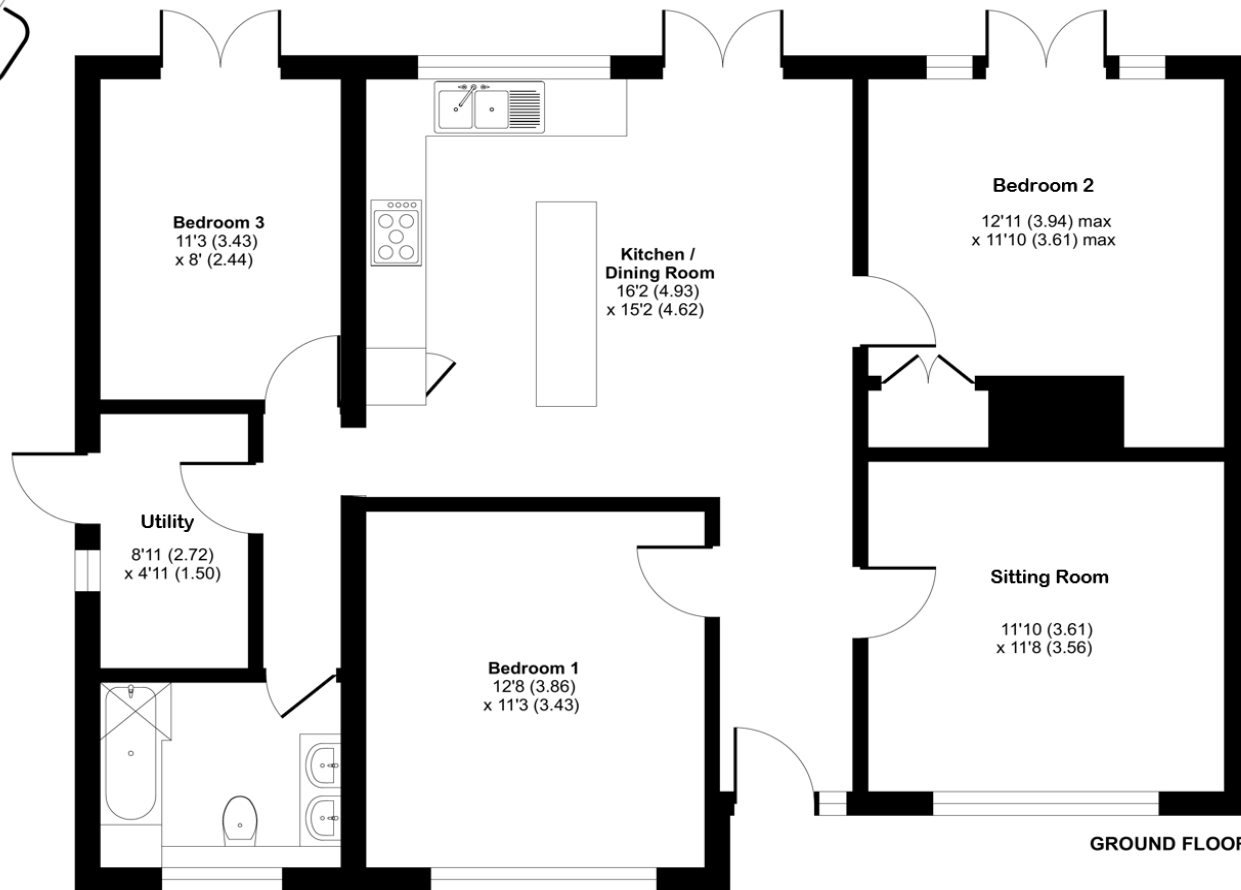 Bedroom 3
11'3 (3.43)
x 8' (2.44)
Kitchen /
Dining Room
16'2 (4.93)
x 15'2 (4.62)
Bedroom 2
12'11 (3.94) max
x 11'10 (3.61) max
Utility
8'11 (2.72)
x 4'11 (1.50)
Bedroom 1
12'8 (3.86)
x 11'3 (3.43)
Sitting Room
11'10 (3.61)
x 11'8 (3.56)
GROUND FLOOR